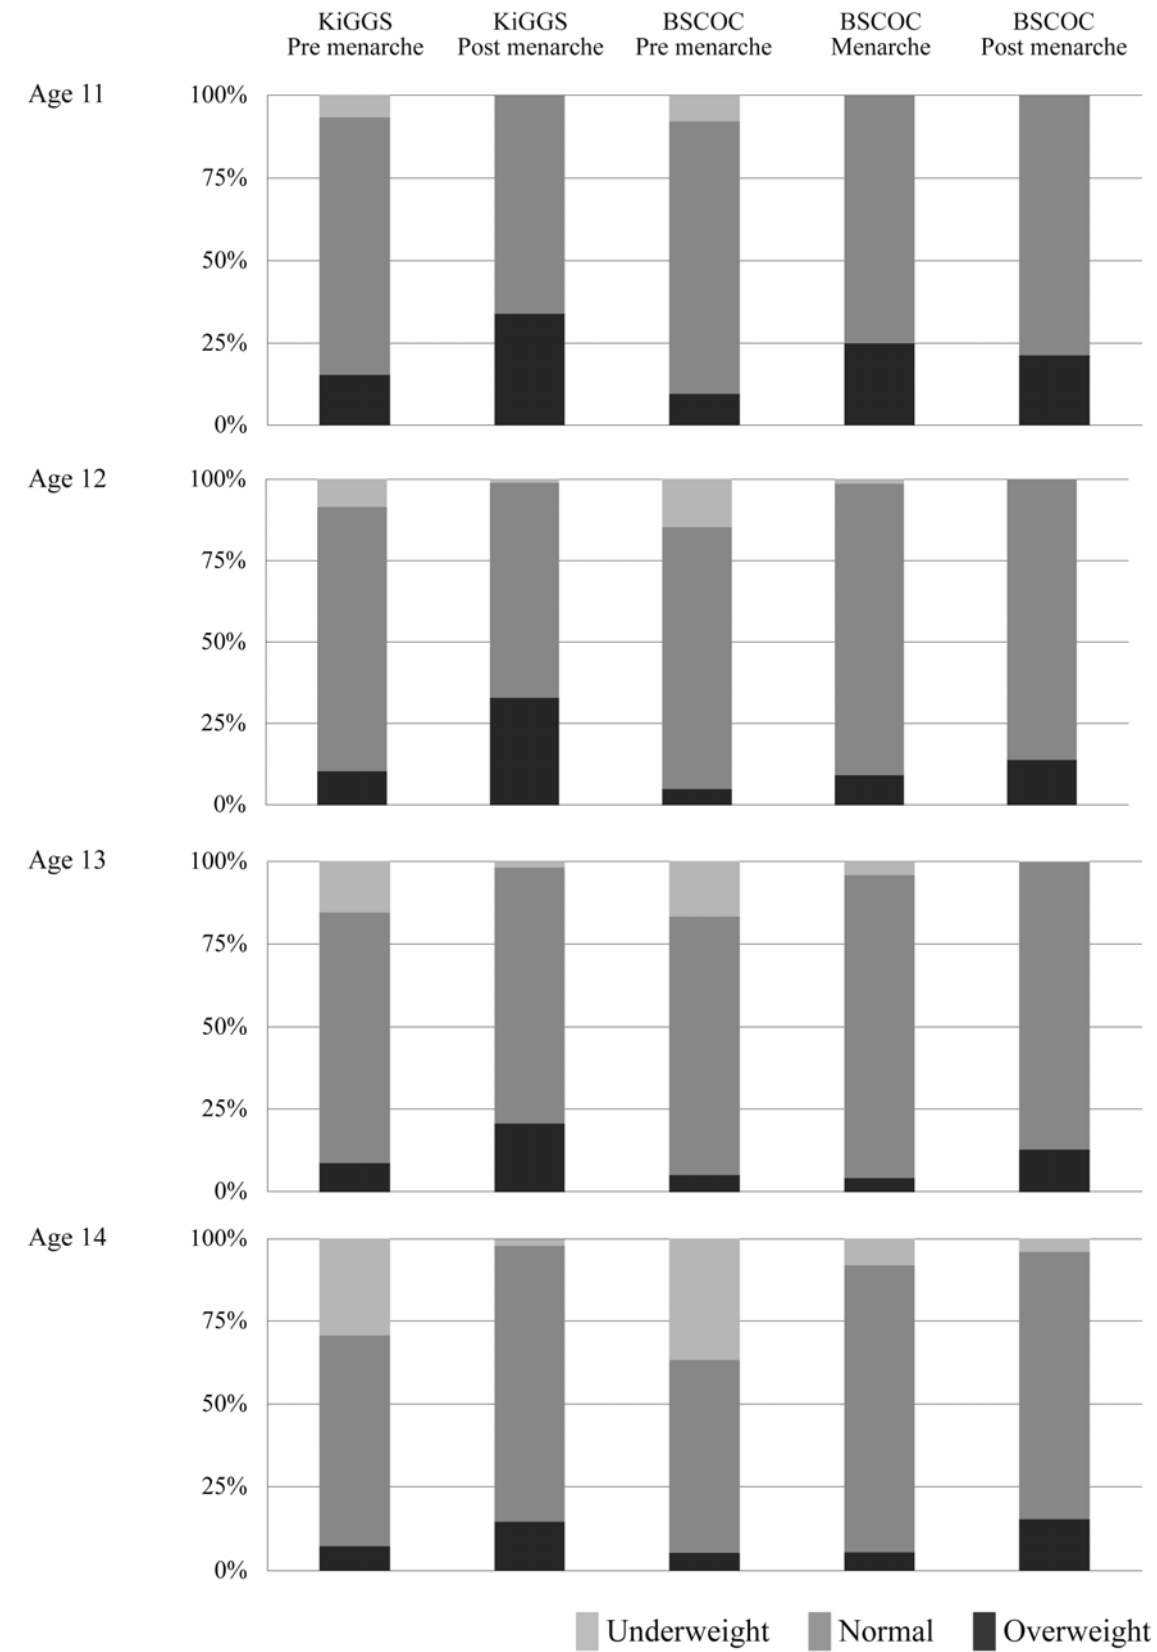 KiGGS KiGGS BSCOC BSCOC BSCOC
Pre menarche Post menarche Pre menarche Menarche Post menarche
Age 11
100%
75%
50%
25%
0%
Age 12
100%
75%
50%
25%
0%
Age 13
100%
75%
50%
25%
0%
Age 14
100%
75%
50%
25%
0%
Underweight Normal Overweight